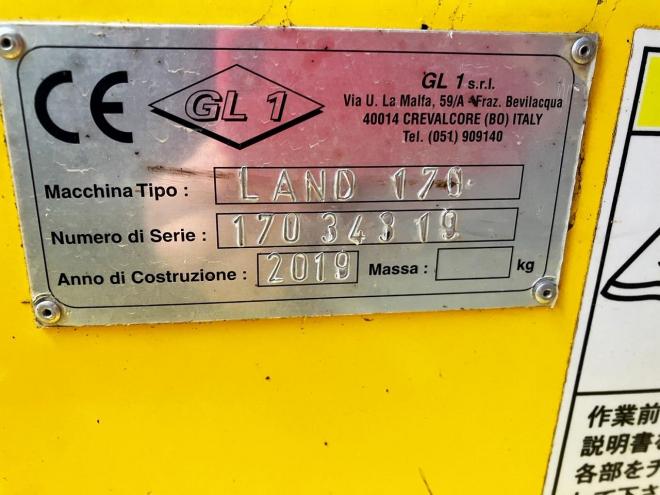 CE
GL 1
GL 1 s.r.l.
Via U. La Malfa, 59/A Fraz. Bevilacqua
40014 CREVALCORE (BO) ITALY
Tel. (051) 909140
Macchina Tipo : LAND 170
Numero di Serie : 170 348 19
Anno di Costruzione : 2019 Massa : kg
作業前
説明書を
各部をチ